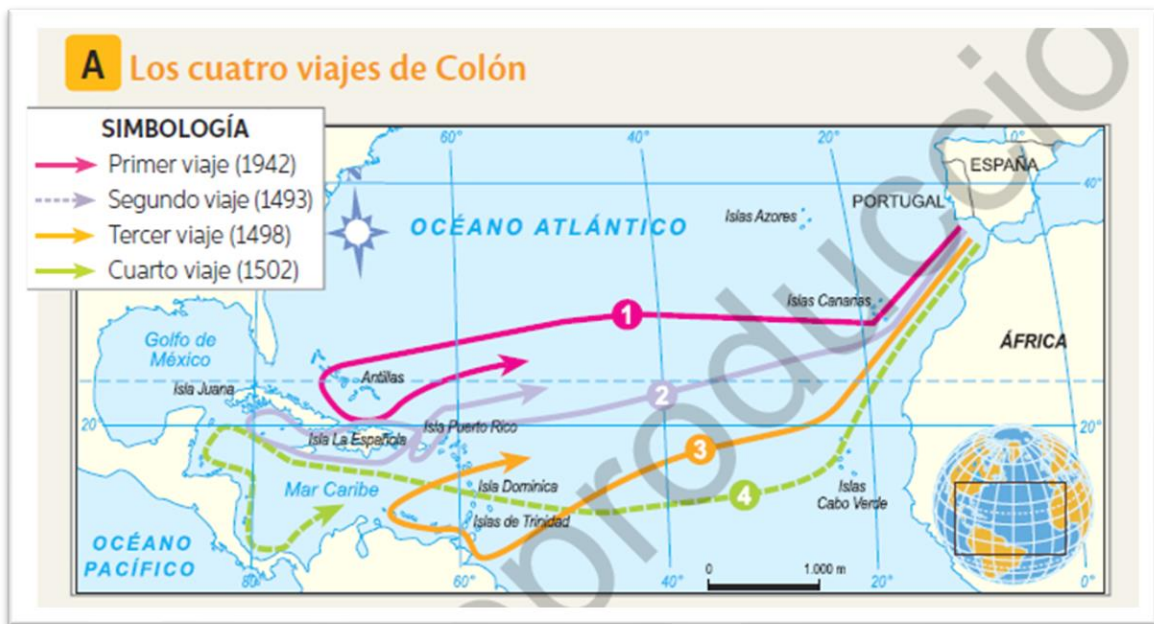 A Los cuatro viajes de Colón
SIMBOLOGÍA
Primer viaje (1942)
Segundo viaje (1493)
Tercer viaje (1498)
Cuarto viaje (1502)
60°
40°
20°
0°
ESPAÑA
40°
PORTUGAL
Islas Azores
OCÉANO ATLÁNTICO
Islas Canarias
1
Golfo de
México
ÁFRICA
Antillas
Isla Juana
2
20°
Isla Puerto Rico
20°
Isla La Española
3
Mar Caribe
Isla Dominica
4
Islas
Cabo Verde
Islas de Trinidad
OCÉANO
PACÍFICO
80°
60°
40°
0
1.000 m
20°
0°
roduccio